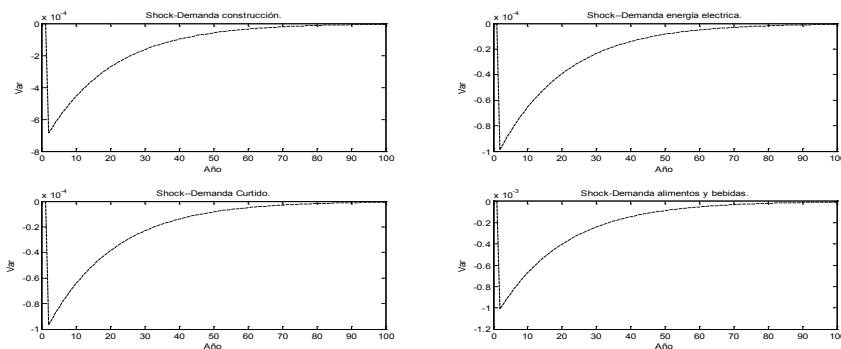 Shock-Demanda construcción.
x 10^-4
0
-2
-4
-6
-8
Var
0 10 20 30 40 50 60 70 80 90 100
Año
Shock--Demanda energía electrica.
x 10^-4
0
-0.2
-0.4
-0.6
-0.8
-1
Var
0 10 20 30 40 50 60 70 80 90 100
Año
Shock--Demanda Curtido.
x 10^-4
0
-0.2
-0.4
-0.6
-0.8
-1
Var
0 10 20 30 40 50 60 70 80 90 100
Año
Shock-Demanda alimentos y bebidas.
x 10^-3
0
-0.2
-0.4
-0.6
-0.8
-1
-1.2
Var
0 10 20 30 40 50 60 70 80 90 100
Año